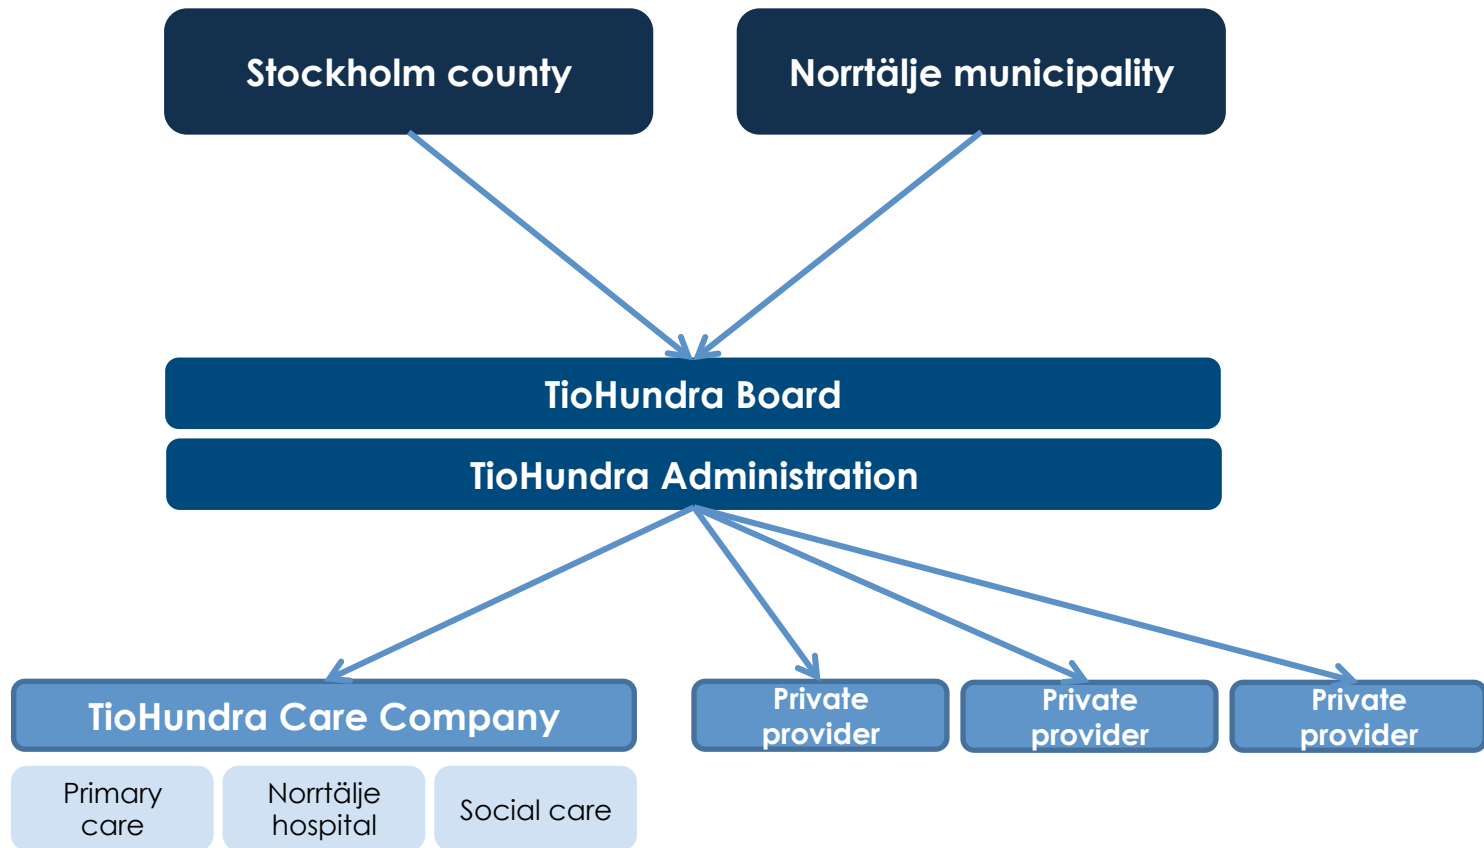 Stockholm county
Norrtälje municipality
TioHundra Board
TioHundra Administration
TioHundra Care Company
Private
provider
Private
provider
Private
provider
Primary
care
Norrtälje
hospital
Social care